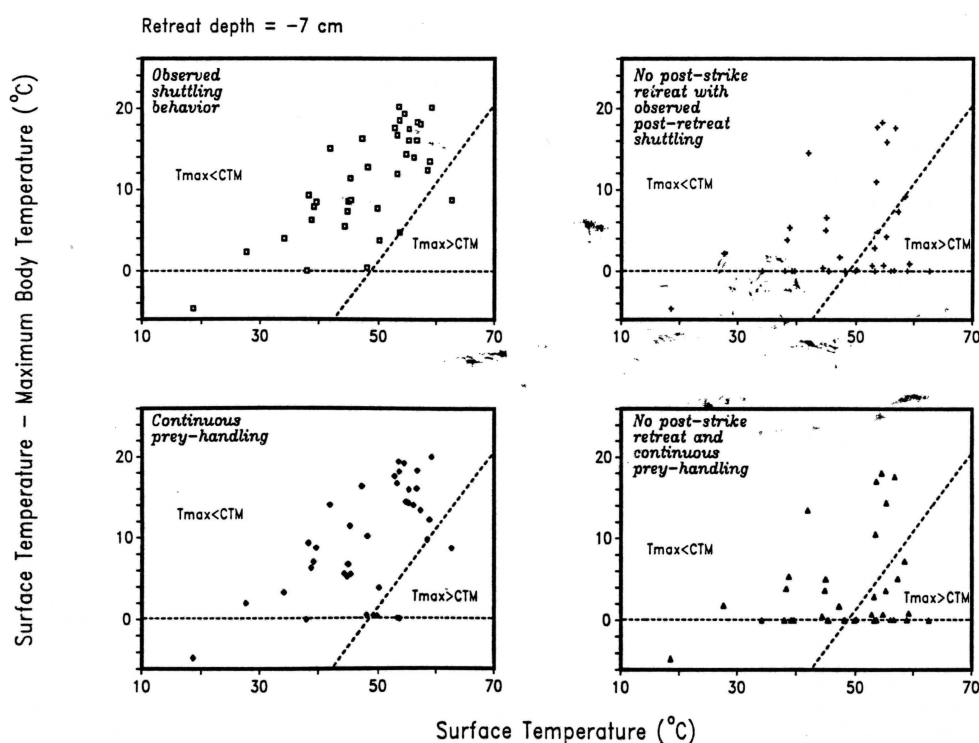 Retreat depth = -7 cm
Surface Temperature - Maximum Body Temperature (°C)
Observed
shuttling
behavior
Tmax<CTM
Tmax>CTM
20
10
0
10
30
50
70
No post-strike
retreat with
observed
post-retreat
shuttling
Tmax<CTM
Tmax>CTM
20
10
0
10
30
50
70
Continuous
prey-handling
Tmax<CTM
Tmax>CTM
20
10
0
10
30
50
70
No post-strike
retreat and
continuous
prey-handling
Tmax<CTM
Tmax>CTM
20
10
0
10
30
50
70
Surface Temperature (°C)